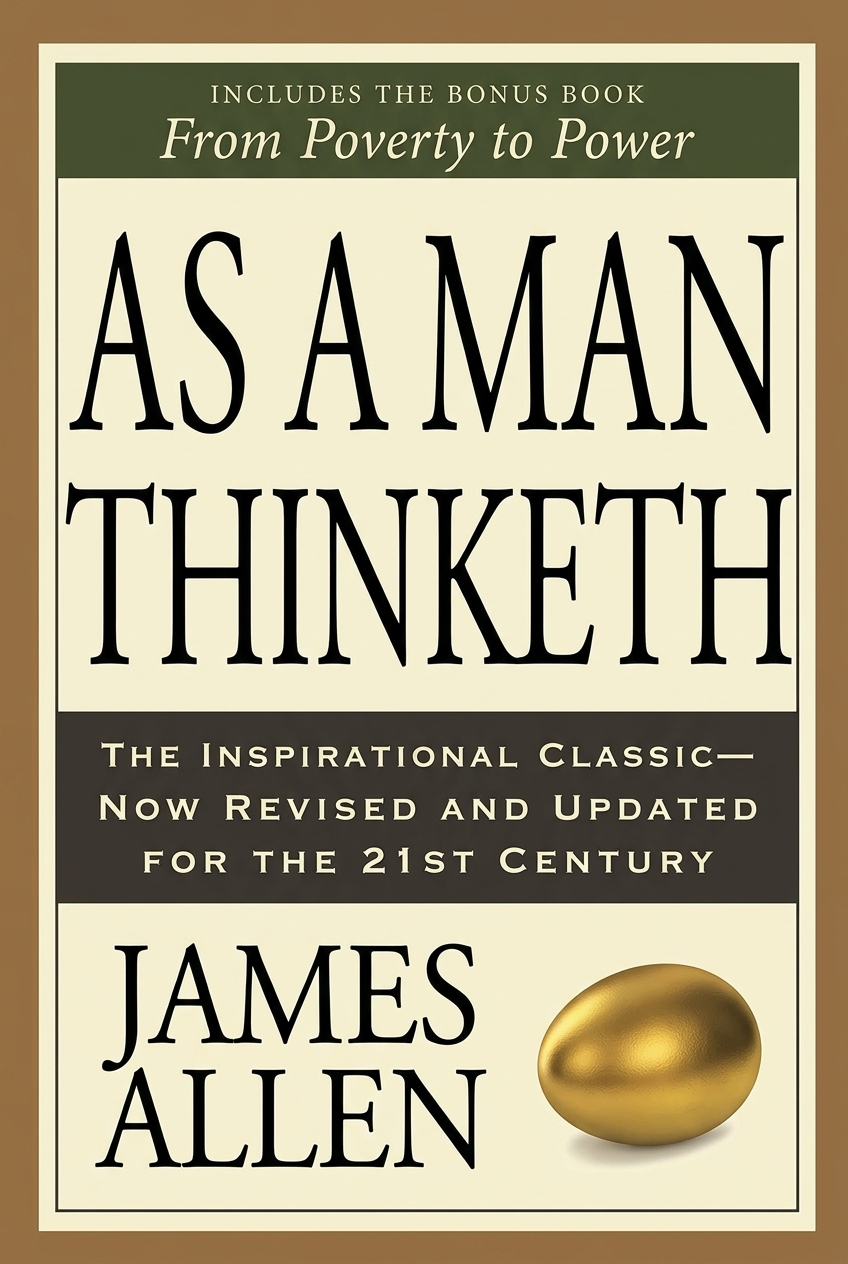 INCLUDES THE BONUS BOOK
From Poverty to Power
AS A MAN
THINKETH
THE INSPIRATIONAL CLASSIC—
NOW REVISED AND UPDATED
FOR THE 21ST CENTURY
JAMES
ALLEN